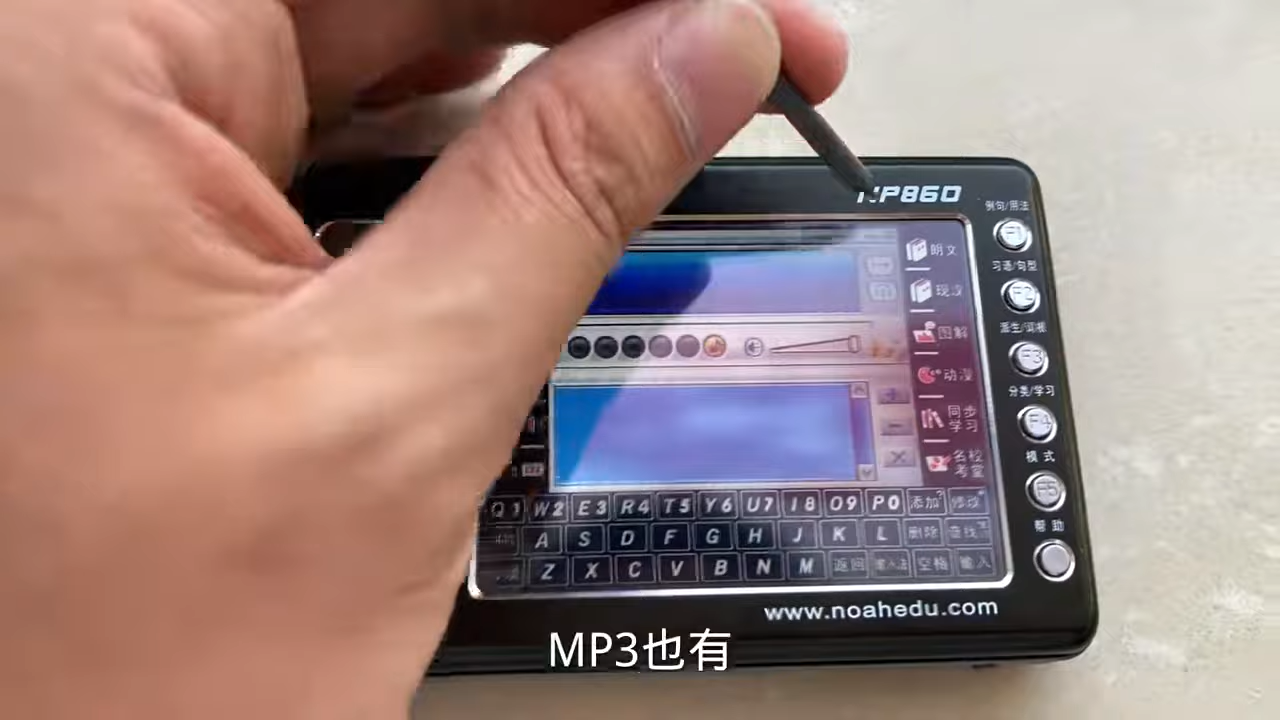 NP860
例句/用法
F1
明文
习语/句型
F2
现汉
派生/词根
F3
图解
分类/学习
动漫
F4
同步
学习
模式
F5
名校
考堂
帮助
Q1 W2 E3 R4 T5 Y6 U7 I8 O9 P0 添加 修改
A S D F G H J K L 删除 查找
Z X C V B N M 返回 输入法 空格 输入
www.noahedu.com
MP3也有